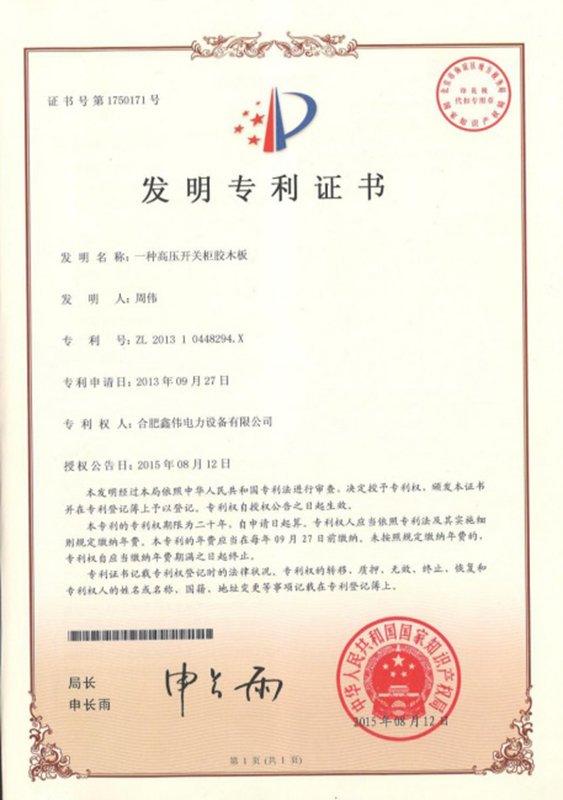 证书号第1750171号
国家知识产权局
印花税
代扣专用章
发明专利证书
发明名称：一种高压开关柜胶木板
发明人：周伟
专利号：ZL 2013 1 0448294.X
专利申请日：2013年09月27日
专利权人：合肥鑫伟电力设备有限公司
授权公告日：2015年08月12日
本发明经过本局依照中华人民共和国专利法进行审查，决定授予专利权，颁发本证书
并在专利登记簿上予以登记。专利权自授权公告之日起生效。
本专利的专利权期限为二十年，自申请日起算。专利权人应当依照专利法及其实施细
则规定缴纳年费。本专利的年费应当在每年09月27日前缴纳。未按照规定缴纳年费的，
专利权自应当缴纳年费期满之日起终止。
专利证书记载专利权登记时的法律状况。专利权的转移、质押、无效、终止、恢复和
专利权人的姓名或名称、国籍、地址变更等事项记载在专利登记簿上。
局长
申长雨
申长雨
中华人民共和国国家知识产权局
2015年08月12日
第1页(共1页)